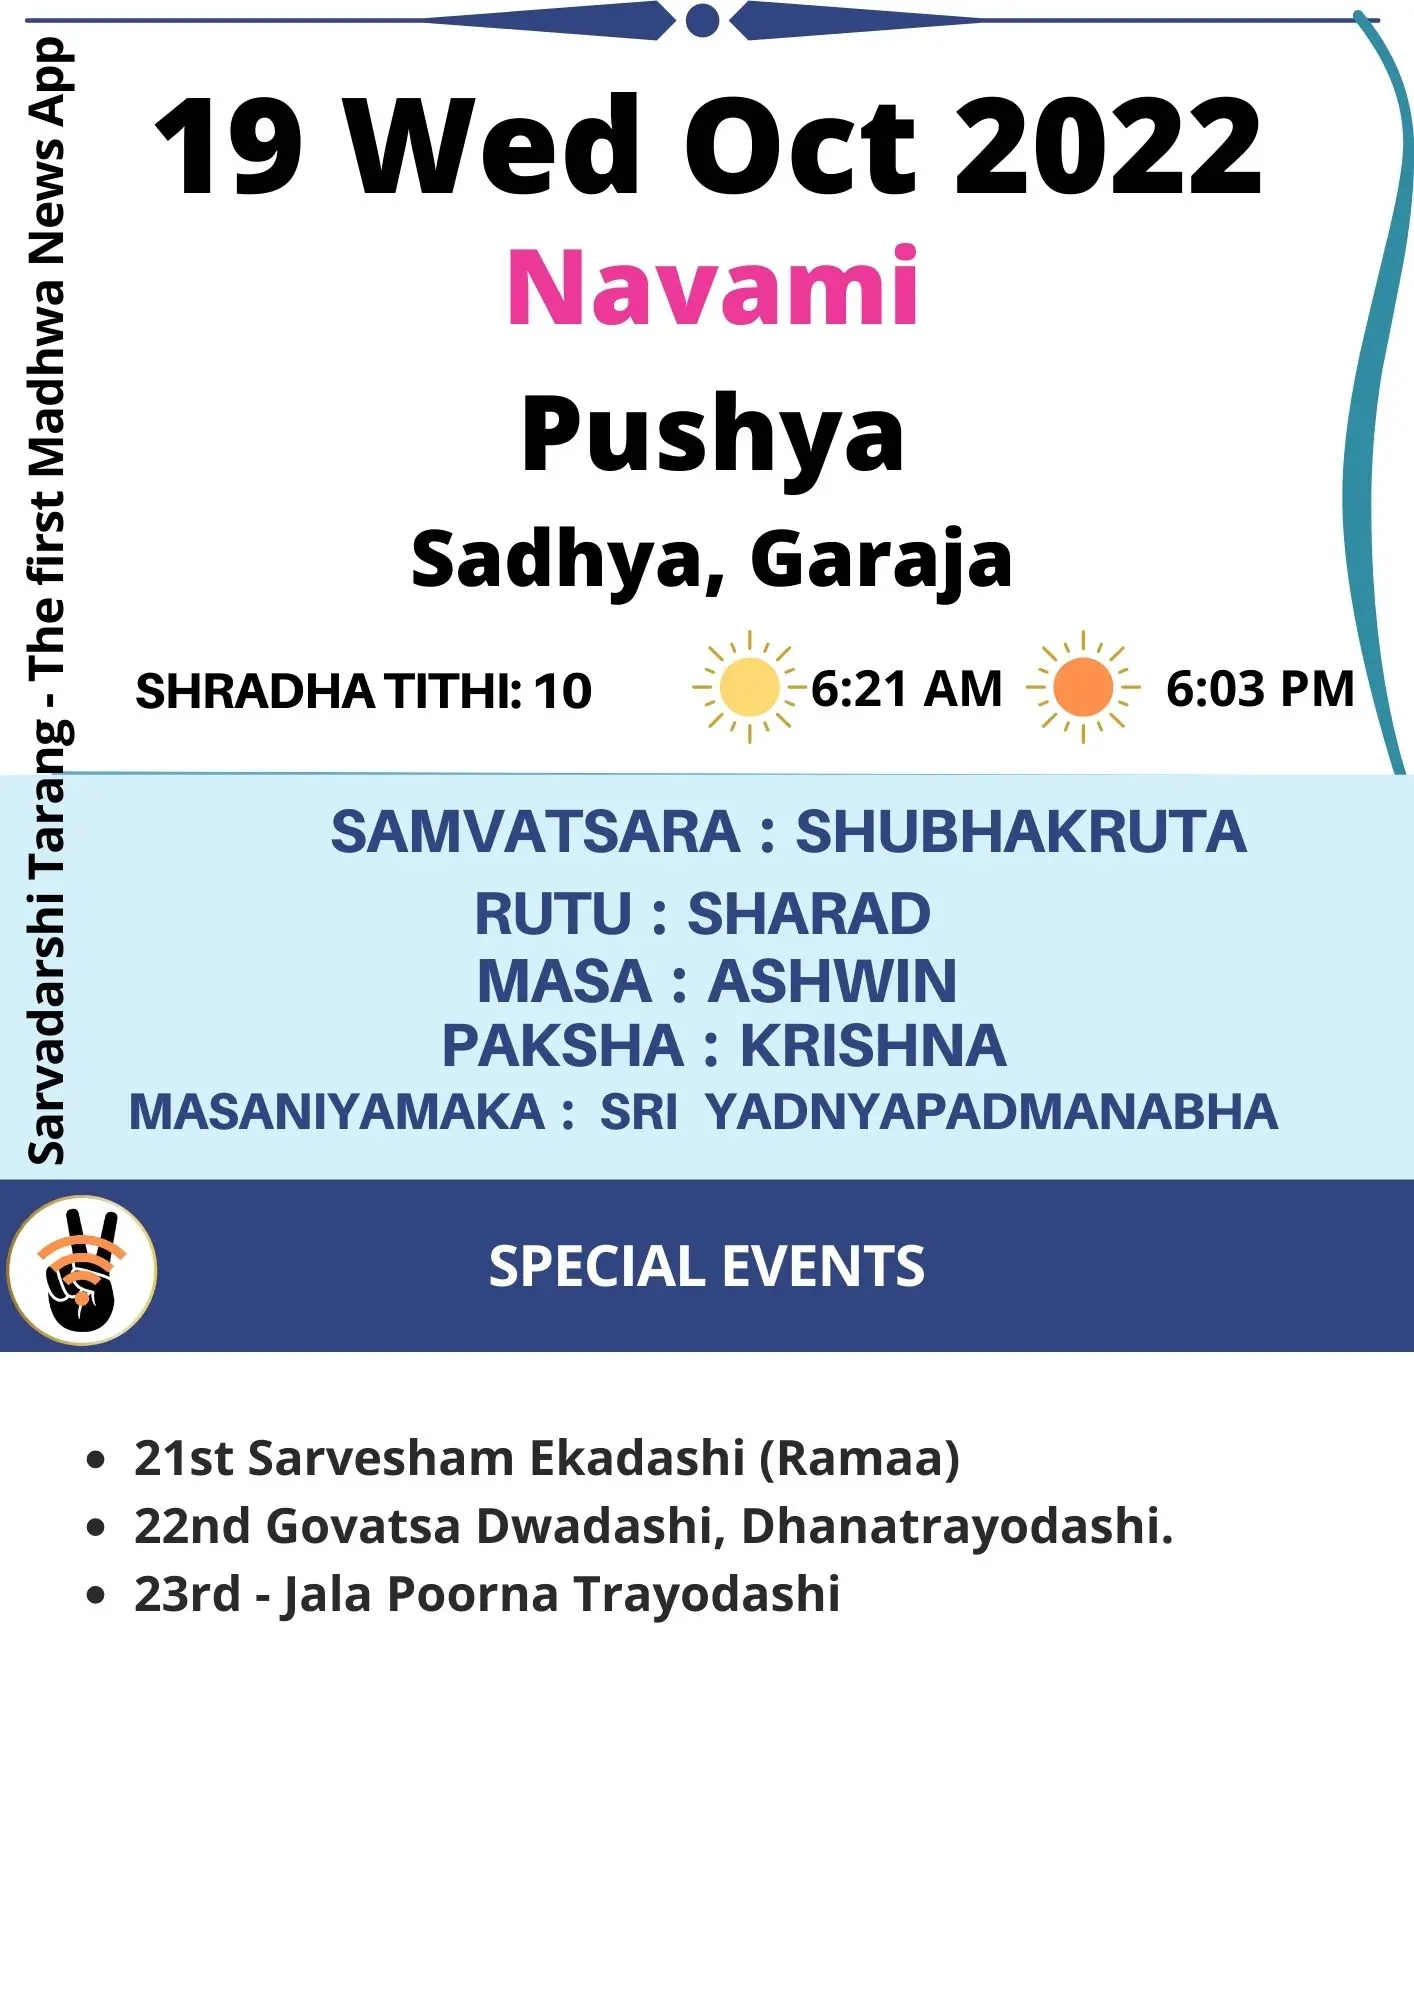 19 Wed Oct 2022
Navami
Pushya
Sadhya, Garaja
SHRADHA TITHI: 10
6:21 AM
6:03 PM
Sarvadarshi Tarang - The first Madhwa News App
SAMVATSARA : SHUBHAKRUTA
RUTU : SHARAD
MASA : ASHWIN
PAKSHA : KRISHNA
MASANIYAMAKA : SRI YADNYAPADMANABHA
SPECIAL EVENTS
• 21st Sarvesham Ekadashi (Ramaa)
• 22nd Govatsa Dwadashi, Dhanatrayodashi.
• 23rd - Jala Poorna Trayodashi